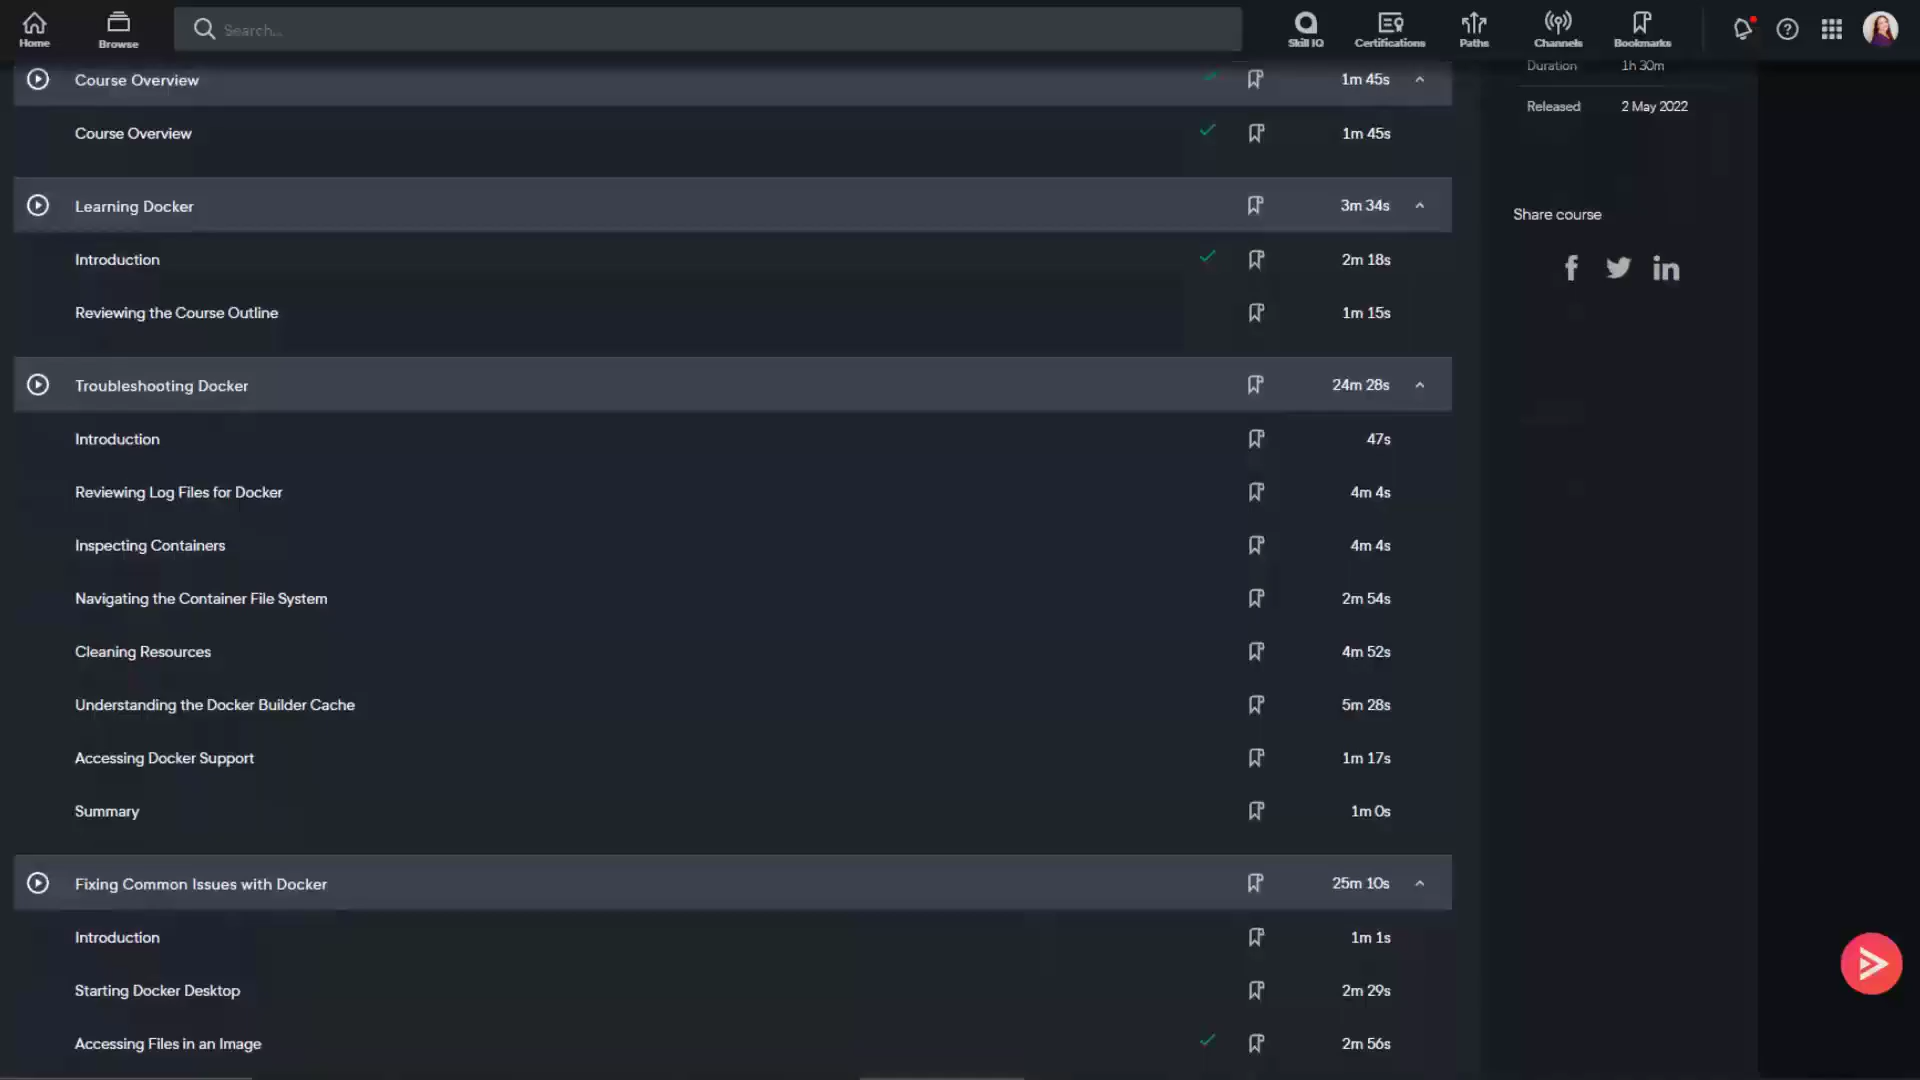 Home
Browse
Search...
Skill IQ
Certifications
Paths
Channels
Bookmarks
Course Overview 1m 45s
Duration 1h 30m
Released 2 May 2022
Course Overview 1m 45s
Learning Docker 3m 34s
Share course
Introduction 2m 18s
Reviewing the Course Outline 1m 15s
Troubleshooting Docker 24m 28s
Introduction 47s
Reviewing Log Files for Docker 4m 4s
Inspecting Containers 4m 4s
Navigating the Container File System 2m 54s
Cleaning Resources 4m 52s
Understanding the Docker Builder Cache 5m 28s
Accessing Docker Support 1m 17s
Summary 1m 0s
Fixing Common Issues with Docker 25m 10s
Introduction 1m 1s
Starting Docker Desktop 2m 29s
Accessing Files in an Image 2m 56s